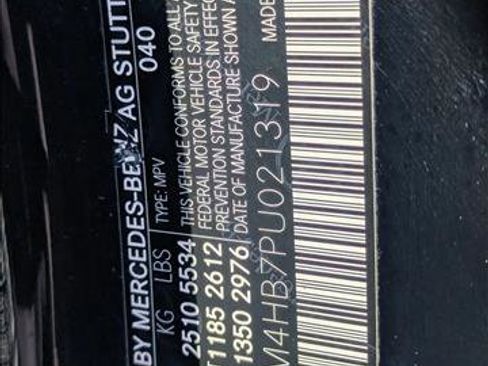 BY MERCEDES-BENZ AG STUTT
040
KG LBS TYPE: MPV
2510 5534 THIS VEHICLE CONFORMS TO ALL
1185 2612 FEDERAL MOTOR VEHICLE SAFETY
1350 2976 PREVENTION STANDARDS IN EFFE
DATE OF MANUFACTURE SHOWN A
M4HB7PU021319 MADE